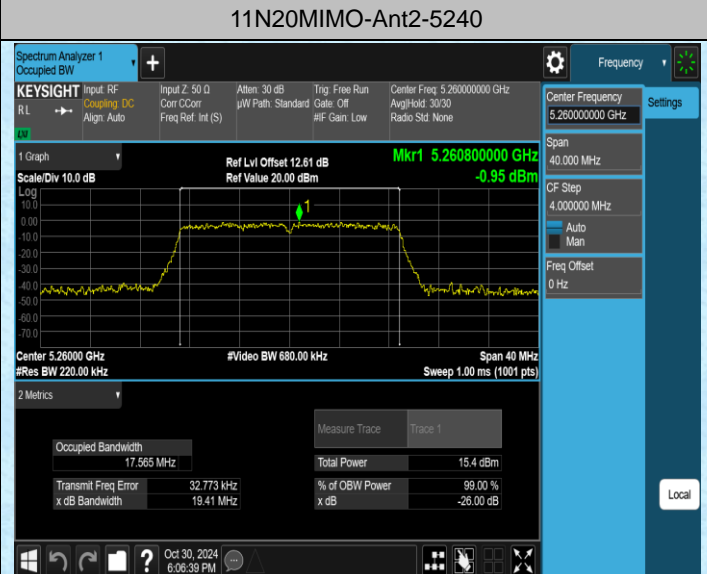 11N20MIMO-Ant2-5240
Spectrum Analyzer 1
Occupied BW
+
Frequency
KEYSIGHT
RL
LXI
Input: RF
Coupling: DC
Align: Auto
Input Z: 50 Ω
Corr CCorr
Freq Ref: Int (S)
Atten: 30 dB
µW Path: Standard
Trig: Free Run
Gate: Off
#IF Gain: Low
Center Freq: 5.260000000 GHz
Avg|Hold: 30/30
Radio Std: None
Center Frequency
5.260000000 GHz
Settings
Span
40.000 MHz
CF Step
4.000000 MHz
Auto
Man
Freq Offset
0 Hz
Local
1 Graph
Scale/Div 10.0 dB
Ref Lvl Offset 12.61 dB
Ref Value 20.00 dBm
Mkr1 5.260800000 GHz
-0.95 dBm
Log
10.0
0.00
-10.0
-20.0
-30.0
-40.0
-50.0
-60.0
-70.0
1
Center 5.26000 GHz
#Res BW 220.00 kHz
#Video BW 680.00 kHz
Span 40 MHz
Sweep 1.00 ms (1001 pts)
2 Metrics
Measure Trace Trace 1
Occupied Bandwidth
17.565 MHz
Total Power 15.4 dBm
Transmit Freq Error 32.773 kHz
% of OBW Power 99.00 %
x dB Bandwidth 19.41 MHz
x dB -26.00 dB
?
Oct 30, 2024
6:06:39 PM